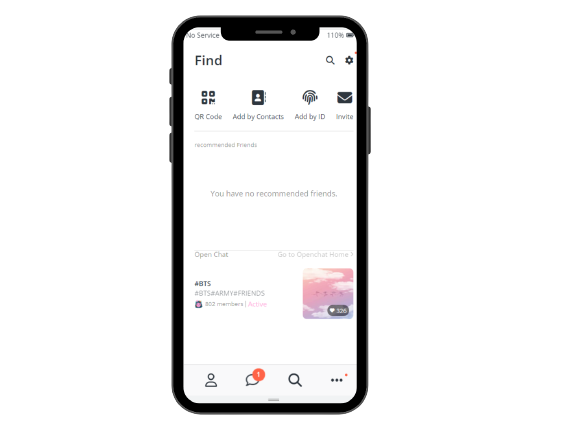 No Service 110%
Find
QR Code Add by Contacts Add by ID Invite
recommended Friends
You have no recommended friends.
Open Chat Go to Openchat Home >
#BTS
#BTS#ARMY#FRIENDS
802 members | Active
326
1